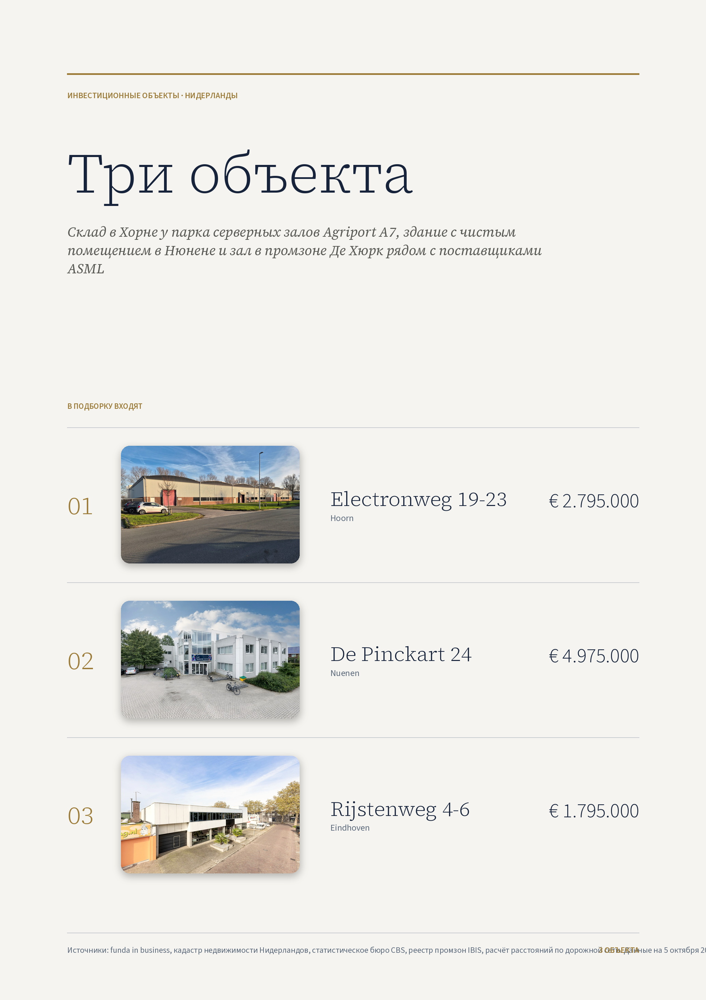 ИНВЕСТИЦИОННЫЕ ОБЪЕКТЫ · НИДЕРЛАНДЫ
Три объекта
Склад в Хорне у парка серверных залов Agriport A7, здание с чистым
помещением в Нюнене и зал в промзоне Де Хюрк рядом с поставщиками
ASML
В ПОДБОРКУ ВХОДЯТ
01
Electronweg 19-23
Hoorn
€ 2.795.000
02
De Pinckart 24
Nuenen
€ 4.975.000
03
Rijstenweg 4-6
Eindhoven
€ 1.795.000
Источники: funda in business, кадастр недвижимости Нидерландов, статистическое бюро CBS, реестр промзон IBIS, расчёт расстояний по дорожной сети. Данные на 5 октября 20
3 ОБЪЕКТА